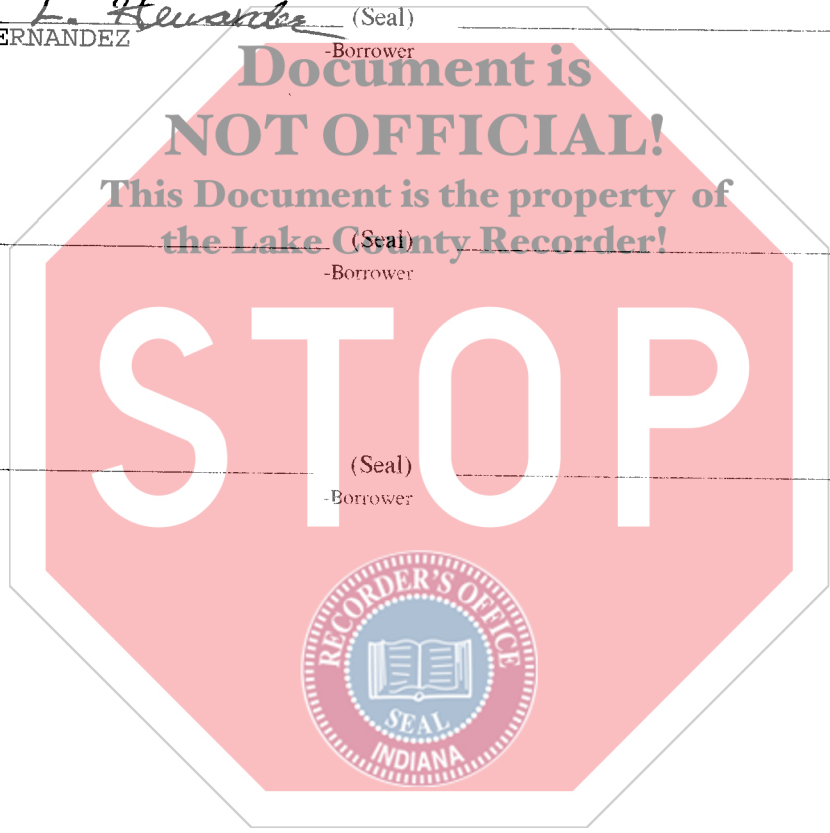 L. Hernandez (Seal)
ERNANDEZ
-Borrower
Document is
NOT OFFICIAL!
This Document is the property of
the Lake County Recorder!
(Seal)
-Borrower
STOP
(Seal)
-Borrower
RECORDER'S OFFICE
SEAL
INDIANA